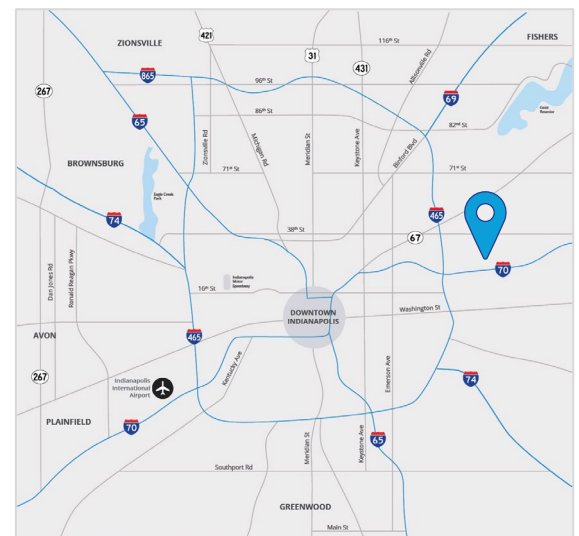 ZIONSVILLE
421
31
116th St
FISHERS
431
Allisonville Rd
865
96th St
267
69
65
86th St
82nd St
Geist
Reservoir
Zionsville Rd
Michigan Rd
Meridian St
Keystone Ave
Binford Blvd
BROWNSBURG
71st St
71st St
Eagle Creek
Park
74
465
38th St
67
70
Dan Jones Rd
Ronald Reagan Pkwy
16th St
Indianapolis
Motor
Speedway
DOWNTOWN
INDIANAPOLIS
Washington St
AVON
465
267
Kentucky Ave
Emerson Ave
74
Indianapolis
International
Airport
PLAINFIELD
70
Meridian St
Keystone Ave
65
Southport Rd
GREENWOOD
Main St